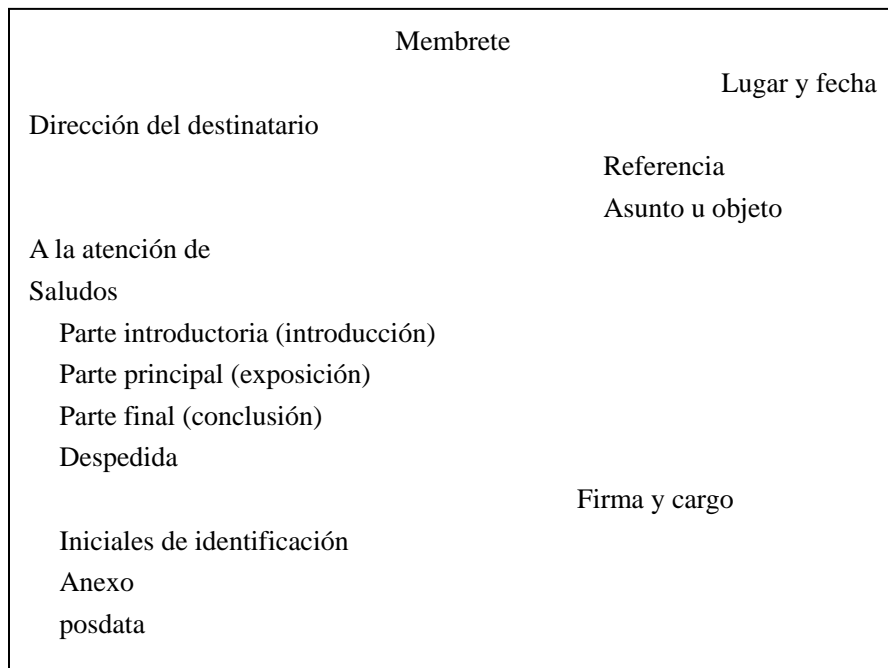 Membrete
Lugar y fecha
Dirección del destinatario
Referencia
Asunto u objeto
A la atención de
Saludos
Parte introductoria (introducción)
Parte principal (exposición)
Parte final (conclusión)
Despedida
Firma y cargo
Iniciales de identificación
Anexo
posdata